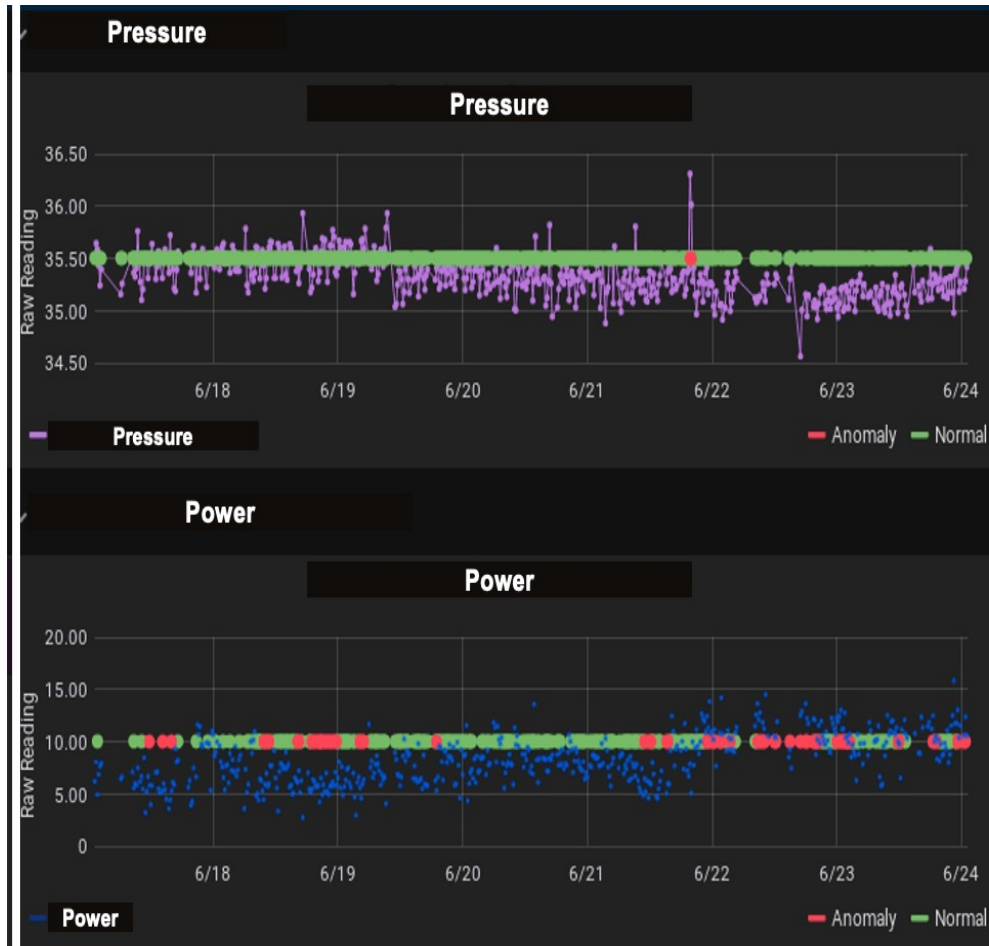 Pressure
Pressure
36.50
36.00
35.50
35.00
34.50
Raw Reading
6/18 6/19 6/20 6/21 6/22 6/23 6/24
Pressure Anomaly Normal
Power
Power
20.00
15.00
10.00
5.00
0
Raw Reading
6/18 6/19 6/20 6/21 6/22 6/23 6/24
Power Anomaly Normal